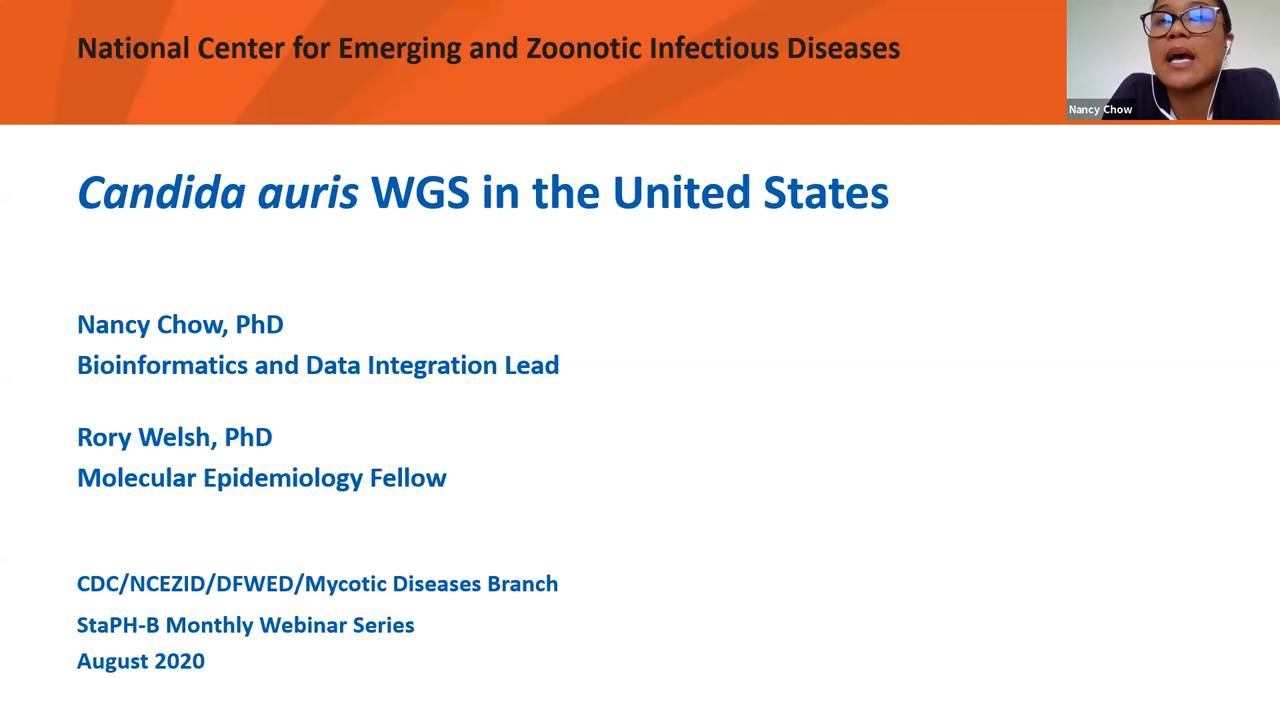 National Center for Emerging and Zoonotic Infectious Diseases
Nancy Chow
Candida auris WGS in the United States
Nancy Chow, PhD
Bioinformatics and Data Integration Lead
Rory Welsh, PhD
Molecular Epidemiology Fellow
CDC/NCEZID/DFWED/Mycotic Diseases Branch
StaPH-B Monthly Webinar Series
August 2020